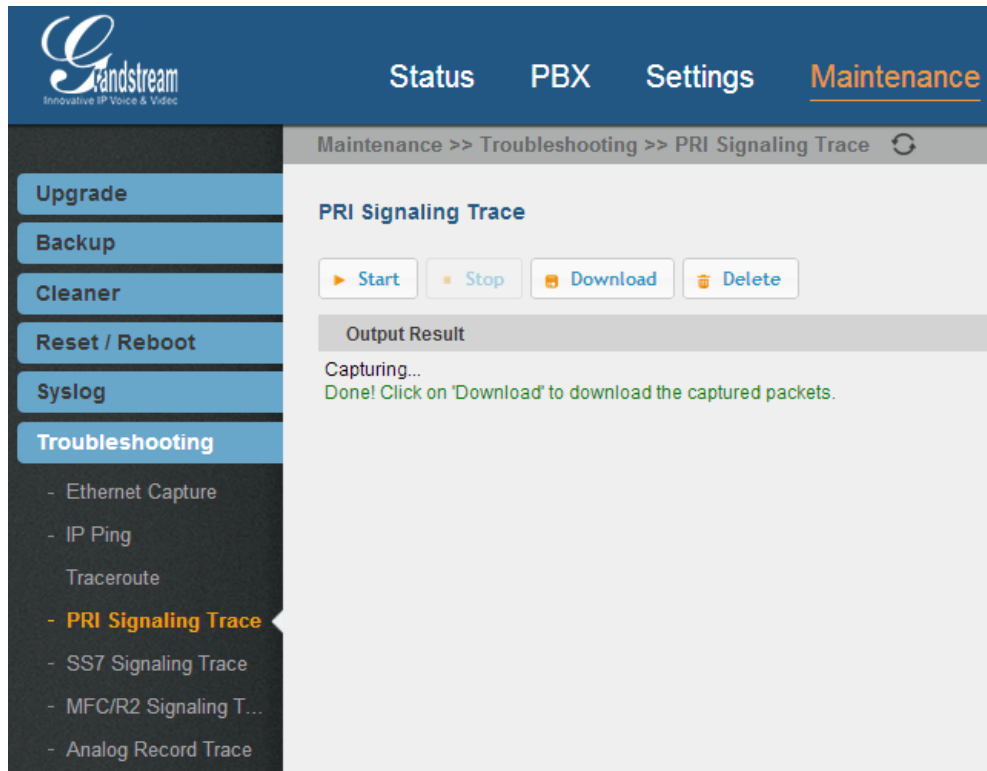 Grandstream
Innovative IP Voice & Video
Status PBX Settings Maintenance
Maintenance >> Troubleshooting >> PRI Signaling Trace
Upgrade
Backup
Cleaner
Reset / Reboot
Syslog
Troubleshooting
- Ethernet Capture
- IP Ping
Traceroute
- PRI Signaling Trace
- SS7 Signaling Trace
- MFC/R2 Signaling T...
- Analog Record Trace
PRI Signaling Trace
Start Stop Download Delete
Output Result
Capturing...
Done! Click on 'Download' to download the captured packets.